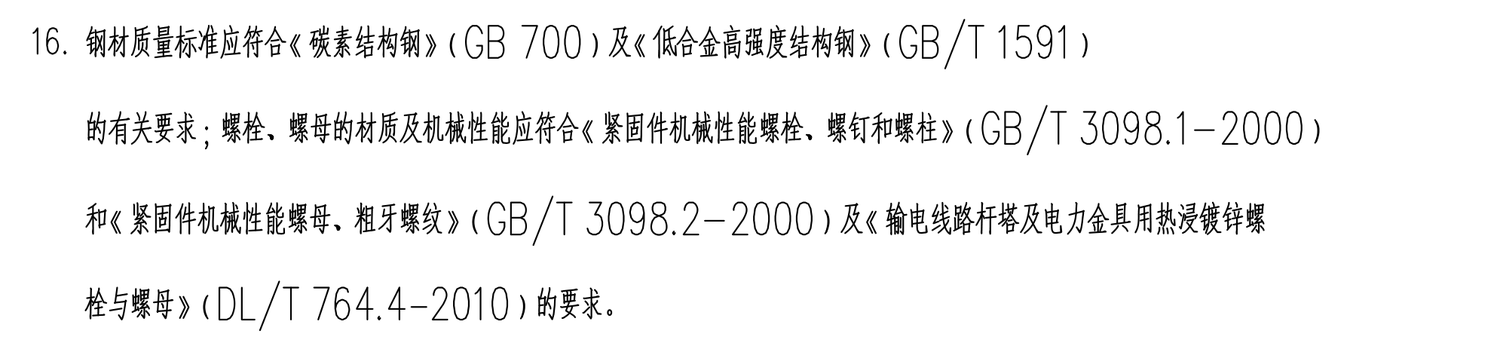 16. 钢材质量标准应符合《碳素结构钢》(GB 700)及《低合金高强度结构钢》(GB/T 1591)
的有关要求;螺栓、螺母的材质及机械性能应符合《紧固件机械性能螺栓、螺钉和螺柱》(GB/T 3098.1-2000)
和《紧固件机械性能螺母、粗牙螺纹》(GB/T 3098.2-2000)及《输电线路杆塔及电力金具用热浸镀锌螺
栓与螺母》(DL/T 764.4-2010)的要求。